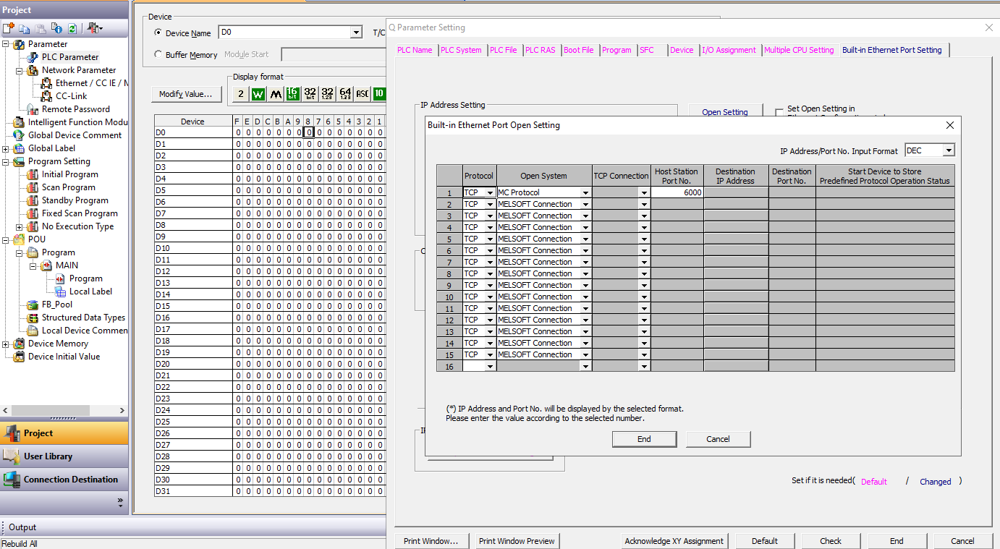 Project
Parameter
PLC Parameter
Network Parameter
Ethernet / CC IE / M
CC-Link
Remote Password
Intelligent Function Modu
Global Device Comment
Global Label
Program Setting
Initial Program
Scan Program
Standby Program
Fixed Scan Program
No Execution Type
POU
Program
MAIN
Program
Local Label
FB_Pool
Structured Data Types
Local Device Commen
Device Memory
Device Initial Value
Project
User Library
Connection Destination
Output
Rebuild All
Device
Device Name D0 T/C
Buffer Memory Module Start
Modify Value... Display format
2 W M 16 bit 32 bit 32 1.23 64 1.23 ASC 10
Device F E D C B A 9 8 7 6 5 4 3 2 1
D0 0 0 0 0 0 0 0 0 0 0 0 0 0 0 0
D1 0 0 0 0 0 0 0 0 0 0 0 0 0 0 0
D2 0 0 0 0 0 0 0 0 0 0 0 0 0 0 0
D3 0 0 0 0 0 0 0 0 0 0 0 0 0 0 0
D4 0 0 0 0 0 0 0 0 0 0 0 0 0 0 0
D5 0 0 0 0 0 0 0 0 0 0 0 0 0 0 0
D6 0 0 0 0 0 0 0 0 0 0 0 0 0 0 0
D7 0 0 0 0 0 0 0 0 0 0 0 0 0 0 0
D8 0 0 0 0 0 0 0 0 0 0 0 0 0 0 0
D9 0 0 0 0 0 0 0 0 0 0 0 0 0 0 0
D10 0 0 0 0 0 0 0 0 0 0 0 0 0 0 0
D11 0 0 0 0 0 0 0 0 0 0 0 0 0 0 0
D12 0 0 0 0 0 0 0 0 0 0 0 0 0 0 0
D13 0 0 0 0 0 0 0 0 0 0 0 0 0 0 0
D14 0 0 0 0 0 0 0 0 0 0 0 0 0 0 0
D15 0 0 0 0 0 0 0 0 0 0 0 0 0 0 0
D16 0 0 0 0 0 0 0 0 0 0 0 0 0 0 0
D17 0 0 0 0 0 0 0 0 0 0 0 0 0 0 0
D18 0 0 0 0 0 0 0 0 0 0 0 0 0 0 0
D19 0 0 0 0 0 0 0 0 0 0 0 0 0 0 0
D20 0 0 0 0 0 0 0 0 0 0 0 0 0 0 0
D21 0 0 0 0 0 0 0 0 0 0 0 0 0 0 0
D22 0 0 0 0 0 0 0 0 0 0 0 0 0 0 0
D23 0 0 0 0 0 0 0 0 0 0 0 0 0 0 0
D24 0 0 0 0 0 0 0 0 0 0 0 0 0 0 0
D25 0 0 0 0 0 0 0 0 0 0 0 0 0 0 0
D26 0 0 0 0 0 0 0 0 0 0 0 0 0 0 0
D27 0 0 0 0 0 0 0 0 0 0 0 0 0 0 0
D28 0 0 0 0 0 0 0 0 0 0 0 0 0 0 0
D29 0 0 0 0 0 0 0 0 0 0 0 0 0 0 0
D30 0 0 0 0 0 0 0 0 0 0 0 0 0 0 0
D31 0 0 0 0 0 0 0 0 0 0 0 0 0 0 0
Q Parameter Setting
PLC Name PLC System PLC File PLC RAS Boot File Program SFC Device I/O Assignment Multiple CPU Setting Built-in Ethernet Port Setting
IP Address Setting
Open Setting
Set Open Setting in
Built-in Ethernet Port Open Setting
IP Address/Port No. Input Format DEC
Protocol Open System TCP Connection Host Station Port No. Destination IP Address Destination Port No. Start Device to Store Predefined Protocol Operation Status
1 TCP MC Protocol 6000
2 TCP MELSOFT Connection
3 TCP MELSOFT Connection
4 TCP MELSOFT Connection
5 TCP MELSOFT Connection
6 TCP MELSOFT Connection
7 TCP MELSOFT Connection
8 TCP MELSOFT Connection
9 TCP MELSOFT Connection
10 TCP MELSOFT Connection
11 TCP MELSOFT Connection
12 TCP MELSOFT Connection
13 TCP MELSOFT Connection
14 TCP MELSOFT Connection
15 TCP MELSOFT Connection
16
(*) IP Address and Port No. will be displayed by the selected format.
Please enter the value according to the selected number.
End Cancel
Set if it is needed( Default / Changed )
Print Window... Print Window Preview Acknowledge XY Assignment Default Check End Cancel